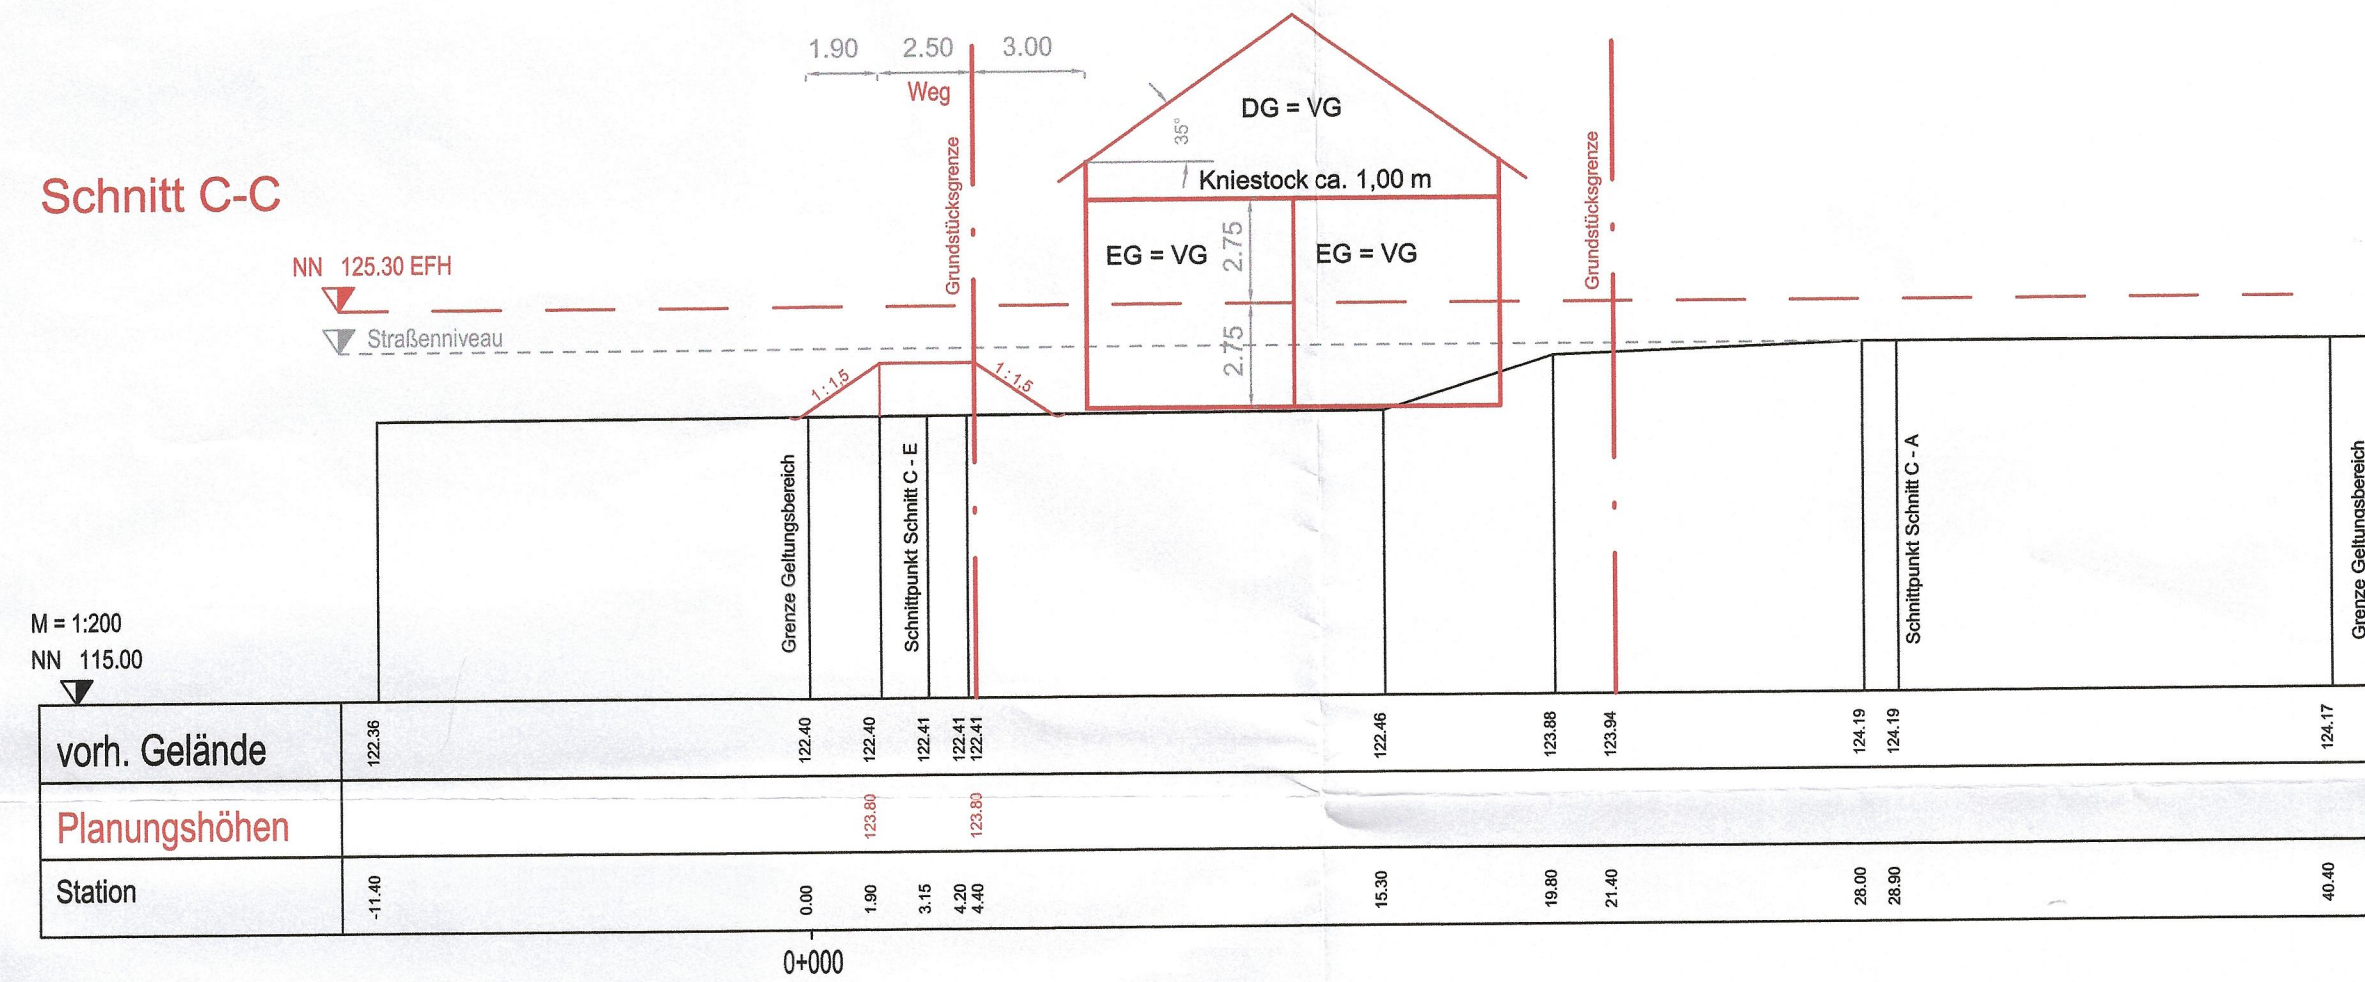 1.90 2.50 3.00
Weg
DG = VG
35°
Kniestock ca. 1,00 m
Schnitt C-C
Grundstücksgrenze
Grundstücksgrenze
NN 125.30 EFH
EG = VG
2.75
EG = VG
Straßenniveau
2.75
1:1,5
1:1,5
Grenze Geltungsbereich
Schnittpunkt Schnitt C - E
Schnittpunkt Schnitt C - A
Grenze Geltungsbereich
M = 1:200
NN 115.00
vorh. Gelände 122.36 122.40 122.40 122.41 122.41 122.41 122.46 123.88 123.94 124.19 124.19 124.17
Planungshöhen 123.80 123.80
Station -11.40 0.00 1.90 3.15 4.20 4.40 15.30 19.80 21.40 28.00 28.90 40.40
0+000